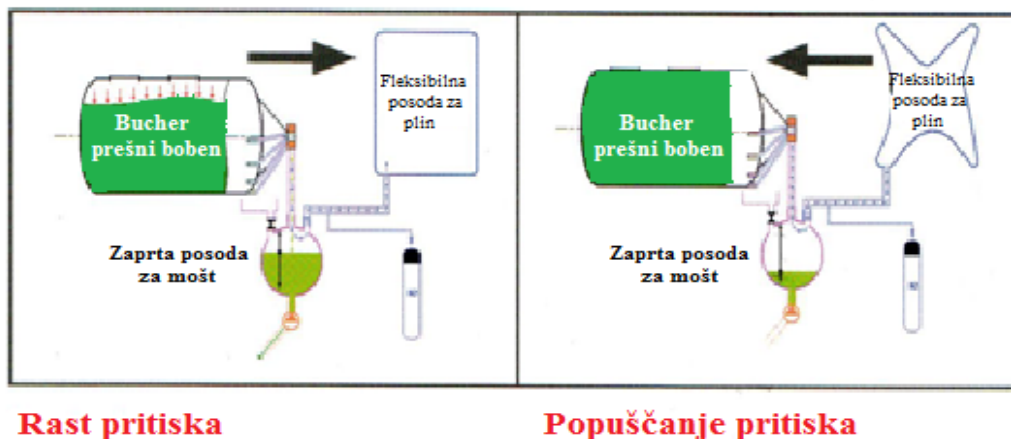 Bucher
prešni boben
Fleksibilna
posoda za
plin
Zaprta posoda
za mošt
Rast pritiska
Bucher
prešni boben
Fleksibilna
posoda za
plin
Zaprta posoda
za mošt
Popuščanje pritiska